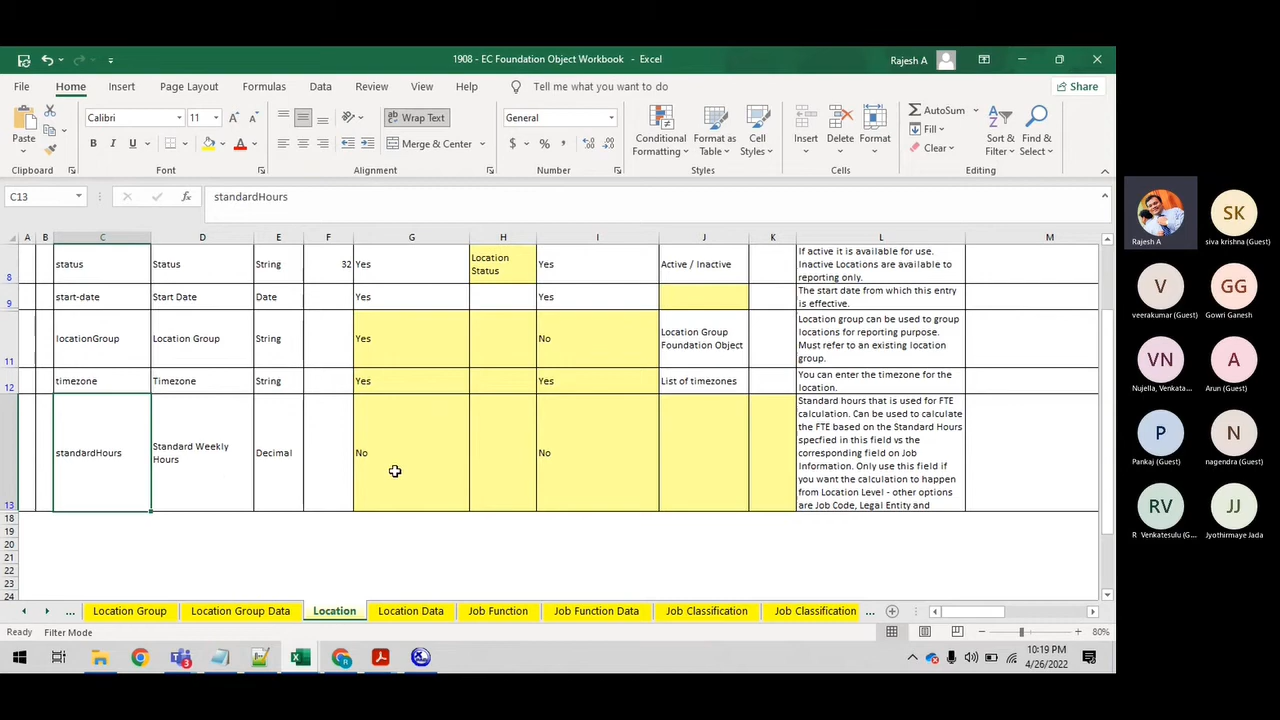 1908 - EC Foundation Object Workbook - Excel
Rajesh A
File
Home
Insert
Page Layout
Formulas
Data
Review
View
Help
Tell me what you want to do
Share
Paste
Calibri
11
B
I
U
A
Wrap Text
Merge & Center
General
$
%
Conditional
Formatting
Format as
Table
Cell
Styles
Insert
Delete
Format
AutoSum
Fill
Clear
Sort &
Filter
Find &
Select
Clipboard
Font
Alignment
Number
Styles
Cells
Editing
C13
fx
standardHours
A
B
C
D
E
F
G
H
I
J
K
L
M
8
status
Status
String
32
Yes
Location
Status
Yes
Active / Inactive
If active it is available for use.
Inactive Locations are available to
reporting only.
9
start-date
Start Date
Date
Yes
Yes
The start date from which this entry
is effective.
11
locationGroup
Location Group
String
Yes
No
Location Group
Foundation Object
Location group can be used to group
locations for reporting purpose.
Must refer to an existing location
group.
12
timezone
Timezone
String
Yes
Yes
List of timezones
You can enter the timezone for the
location.
13
standardHours
Standard Weekly
Hours
Decimal
No
No
Standard hours that is used for FTE
calculation. Can be used to calculate
the FTE based on the Standard Hours
specfied in this field vs the
corresponding field on Job
Information. Only use this field if
you want the calculation to happen
from Location Level - other options
are Job Code, Legal Entity and
18
19
20
21
22
23
24
...
Location Group
Location Group Data
Location
Location Data
Job Function
Job Function Data
Job Classification
Job Classification
...
Ready
Filter Mode
80%
3
10:19 PM
4/26/2022
Rajesh A
SK
siva krishna (Guest)
V
veerakumar (Guest)
GG
Gowri Ganesh
VN
Nujella, Venkata...
A
Arun (Guest)
P
Pankaj (Guest)
N
nagendra (Guest)
RV
R Venkatesulu (G...
JJ
Jyothirmaye Jada